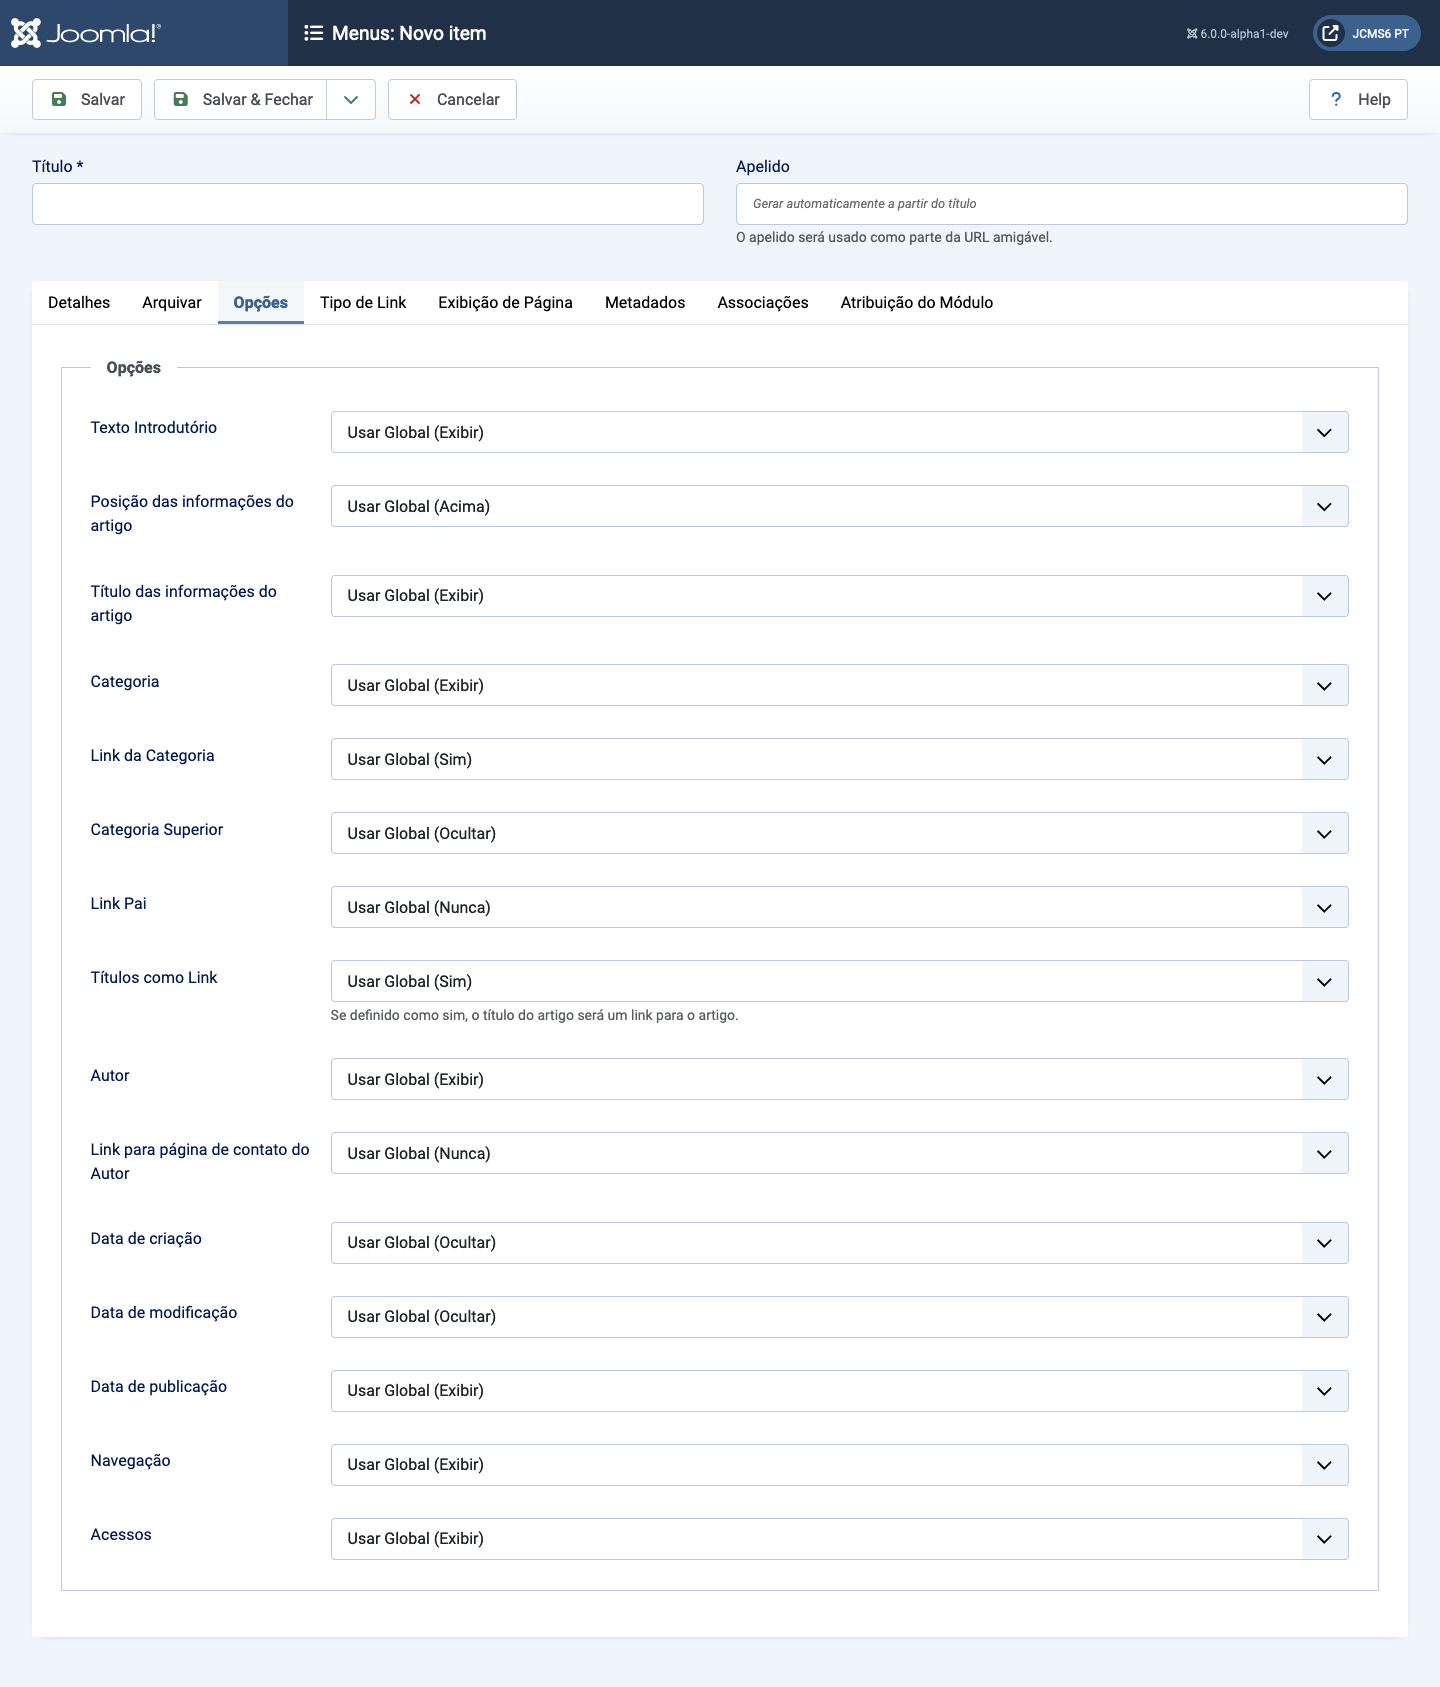 Joomla!®
Menus: Novo item
6.0.0-alpha1-dev
JCMS6 PT
Salvar
Salvar & Fechar
Cancelar
? Help
Título *
Apelido
Gerar automaticamente a partir do título
O apelido será usado como parte da URL amigável.
Detalhes Arquivar Opções Tipo de Link Exibição de Página Metadados Associações Atribuição do Módulo
Opções
Texto Introdutório
Usar Global (Exibir)
Posição das informações do
artigo
Usar Global (Acima)
Título das informações do
artigo
Usar Global (Exibir)
Categoria
Usar Global (Exibir)
Link da Categoria
Usar Global (Sim)
Categoria Superior
Usar Global (Ocultar)
Link Pai
Usar Global (Nunca)
Títulos como Link
Usar Global (Sim)
Se definido como sim, o título do artigo será um link para o artigo.
Autor
Usar Global (Exibir)
Link para página de contato do
Autor
Usar Global (Nunca)
Data de criação
Usar Global (Ocultar)
Data de modificação
Usar Global (Ocultar)
Data de publicação
Usar Global (Exibir)
Navegação
Usar Global (Exibir)
Acessos
Usar Global (Exibir)